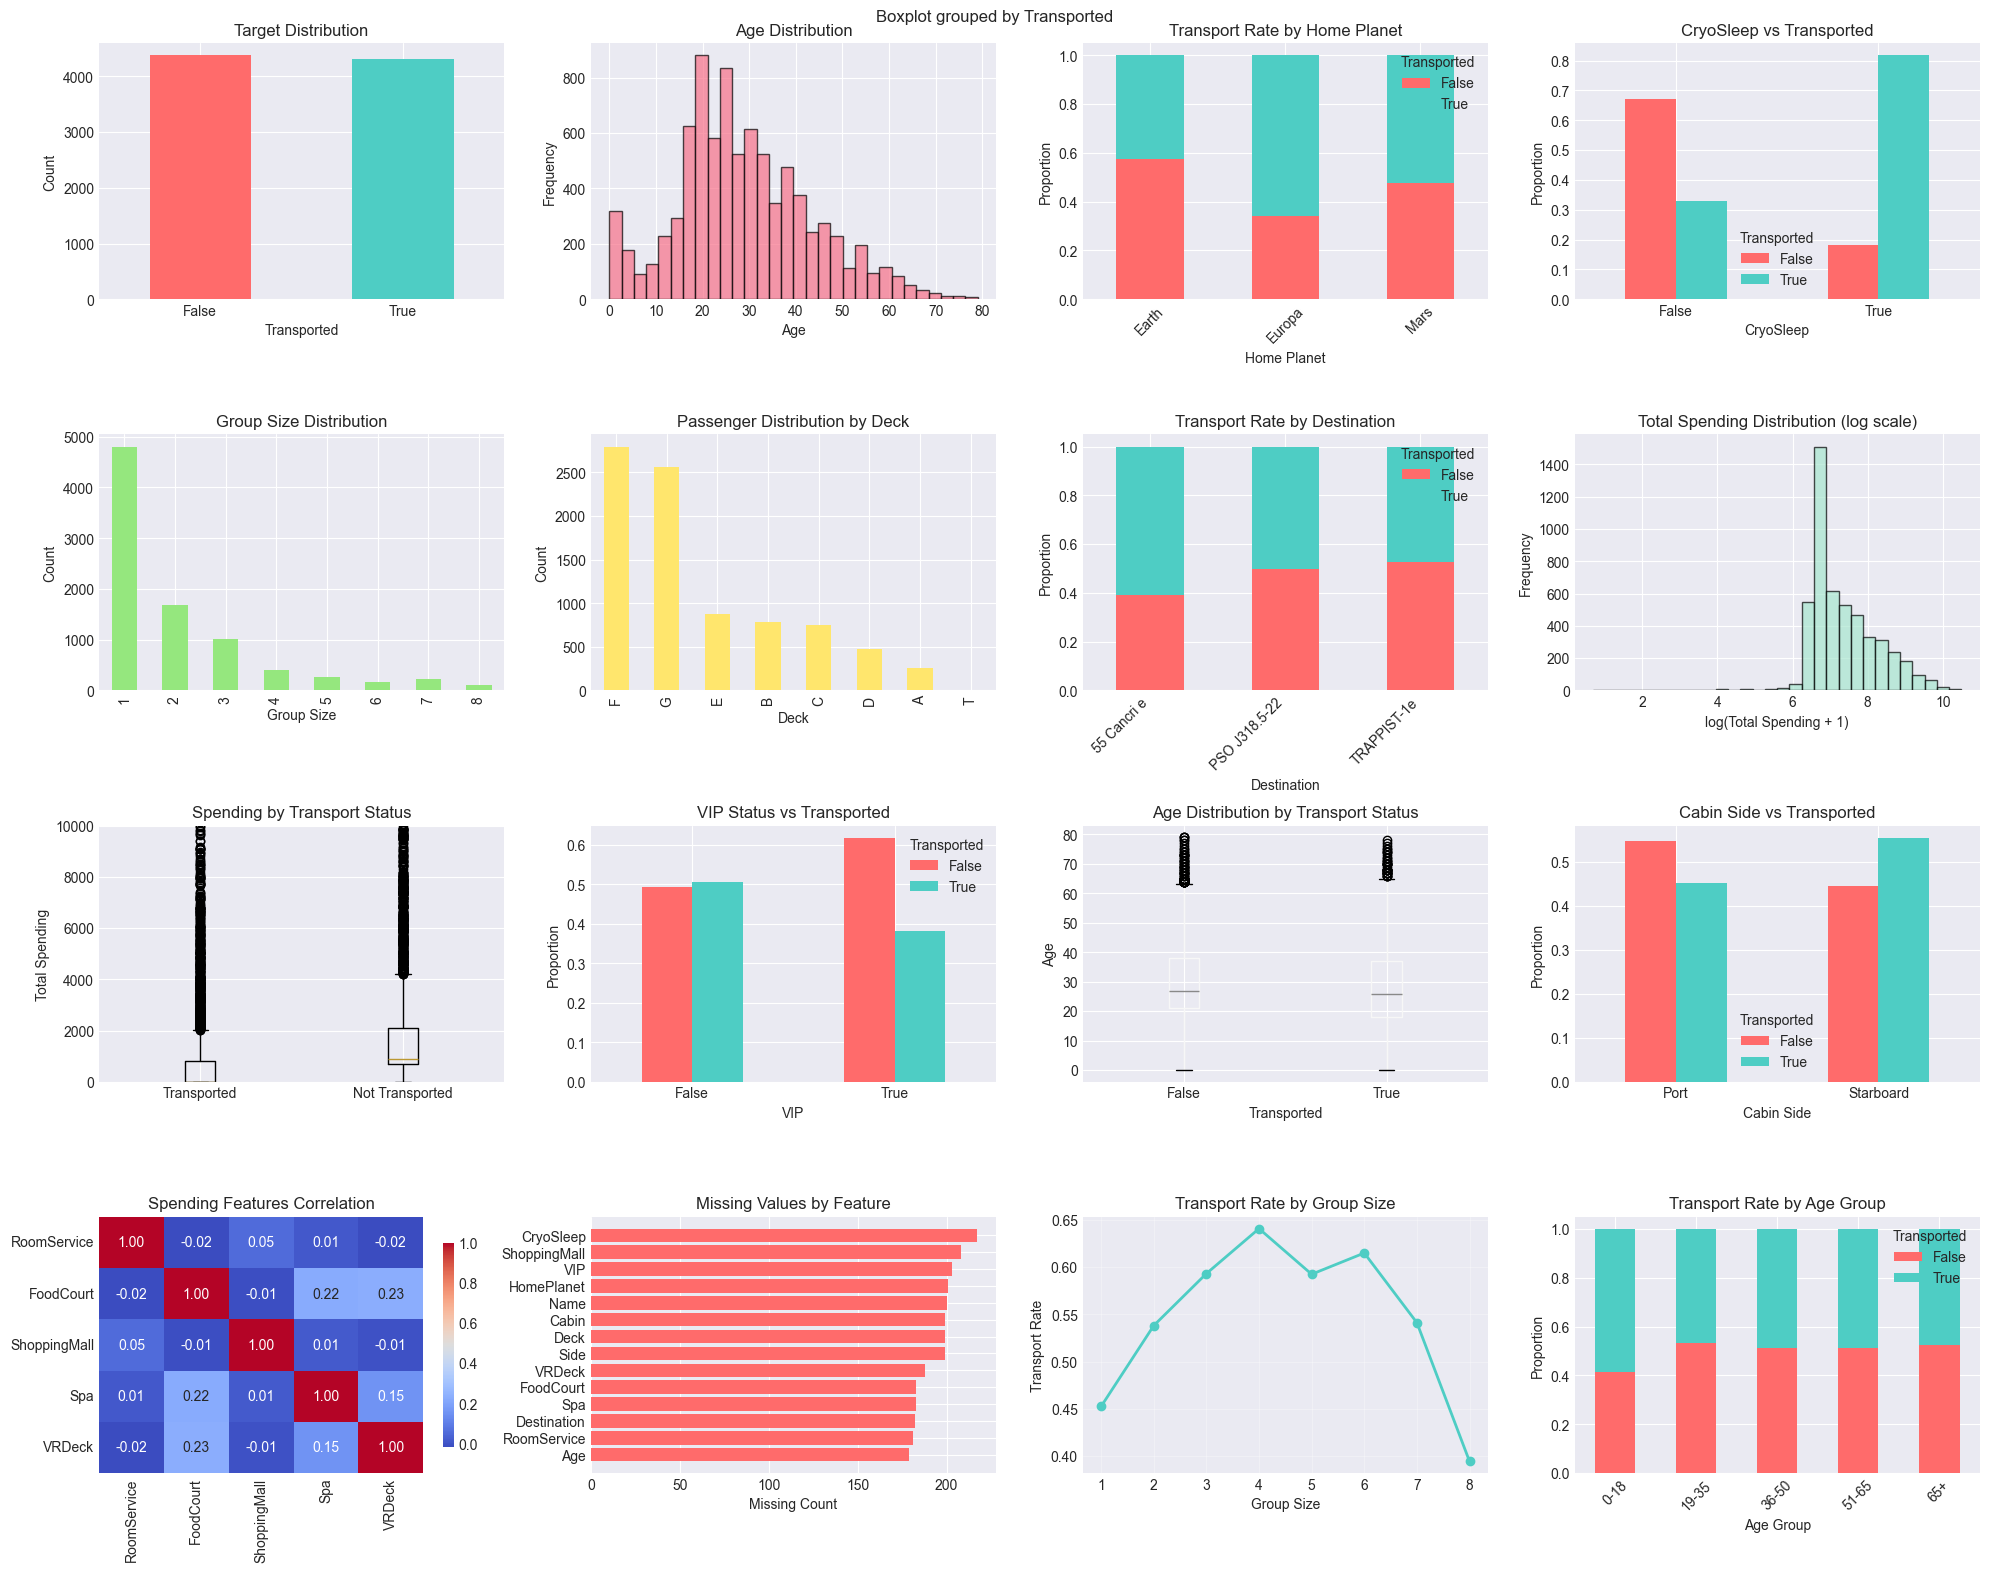 Boxplot grouped by Transported
Target Distribution
Count
4000
3000
2000
1000
0
False True
Transported
Age Distribution
Frequency
800
600
400
200
0
0 10 20 30 40 50 60 70 80
Age
Transport Rate by Home Planet
Proportion
1.0
0.8
0.6
0.4
0.2
0.0
Transported
False
True
Earth Europa Mars
Home Planet
CryoSleep vs Transported
Proportion
0.8
0.7
0.6
0.5
0.4
0.3
0.2
0.1
0.0
Transported
False
True
False True
CryoSleep
Group Size Distribution
Count
5000
4000
3000
2000
1000
0
1 2 3 4 5 6 7 8
Group Size
Passenger Distribution by Deck
Count
2500
2000
1500
1000
500
0
F G E B C D A T
Deck
Transport Rate by Destination
Proportion
1.0
0.8
0.6
0.4
0.2
0.0
Transported
False
True
55 Cancri e PSO J318.5-22 TRAPPIST-1e
Destination
Total Spending Distribution (log scale)
Frequency
1400
1200
1000
800
600
400
200
0
2 4 6 8 10
log(Total Spending + 1)
Spending by Transport Status
Total Spending
10000
8000
6000
4000
2000
0
Transported Not Transported
VIP Status vs Transported
Proportion
0.6
0.5
0.4
0.3
0.2
0.1
0.0
Transported
False
True
False True
VIP
Age Distribution by Transport Status
Age
80
70
60
50
40
30
20
10
0
False True
Transported
Cabin Side vs Transported
Proportion
0.5
0.4
0.3
0.2
0.1
0.0
Transported
False
True
Port Starboard
Cabin Side
Spending Features Correlation
RoomService 1.00 -0.02 0.05 0.01 -0.02
FoodCourt -0.02 1.00 -0.01 0.22 0.23
ShoppingMall 0.05 -0.01 1.00 0.01 -0.01
Spa 0.01 0.22 0.01 1.00 0.15
VRDeck -0.02 0.23 -0.01 0.15 1.00
RoomService FoodCourt ShoppingMall Spa VRDeck
1.0
0.8
0.6
0.4
0.2
0.0
Missing Values by Feature
CryoSleep
ShoppingMall
VIP
HomePlanet
Name
Cabin
Deck
Side
VRDeck
FoodCourt
Spa
Destination
RoomService
Age
0 50 100 150 200
Missing Count
Transport Rate by Group Size
Transport Rate
0.65
0.60
0.55
0.50
0.45
0.40
1 2 3 4 5 6 7 8
Group Size
Transport Rate by Age Group
Proportion
1.0
0.8
0.6
0.4
0.2
0.0
Transported
False
True
0-18 19-35 36-50 51-65 65+
Age Group